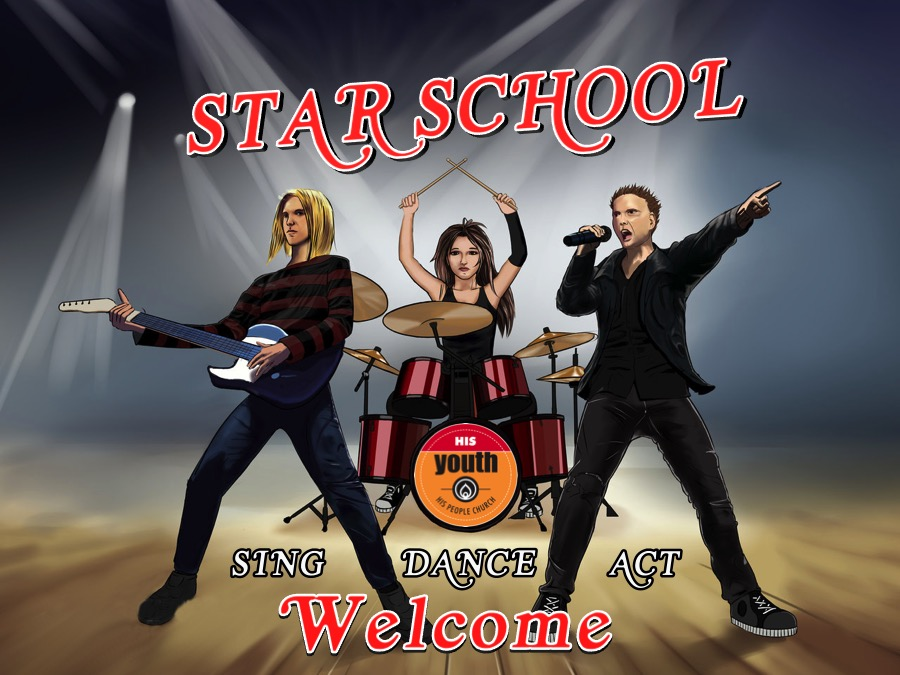 STAR SCHOOL
HIS
youth
HIS PEOPLE CHURCH
SING DANCE ACT
Welcome